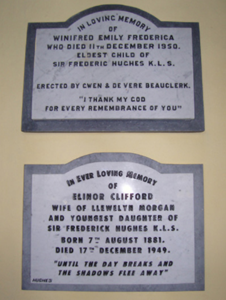 IN LOVING MEMORY
OF
WINIFRED EMILY FREDERICA
WHO DIED 11TH DECEMBER 1950.
ELDEST CHILD OF
SIR FREDERIC HUGHES K.L.S.
ERECTED BY GWEN & DE VERE BEAUCLERK.
"I THANK MY GOD
FOR EVERY REMEMBRANCE OF YOU"
IN EVER LOVING MEMORY
OF
ELINOR CLIFFORD
WIFE OF LLEWELYN MORGAN
AND YOUNGEST DAUGHTER OF
SIR FREDERICK HUGHES K.L.S.
BORN 7TH AUGUST 1881.
DIED 17TH DECEMBER 1949.
"UNTIL THE DAY BREAKS AND
THE SHADOWS FLEE AWAY"
HUGHES